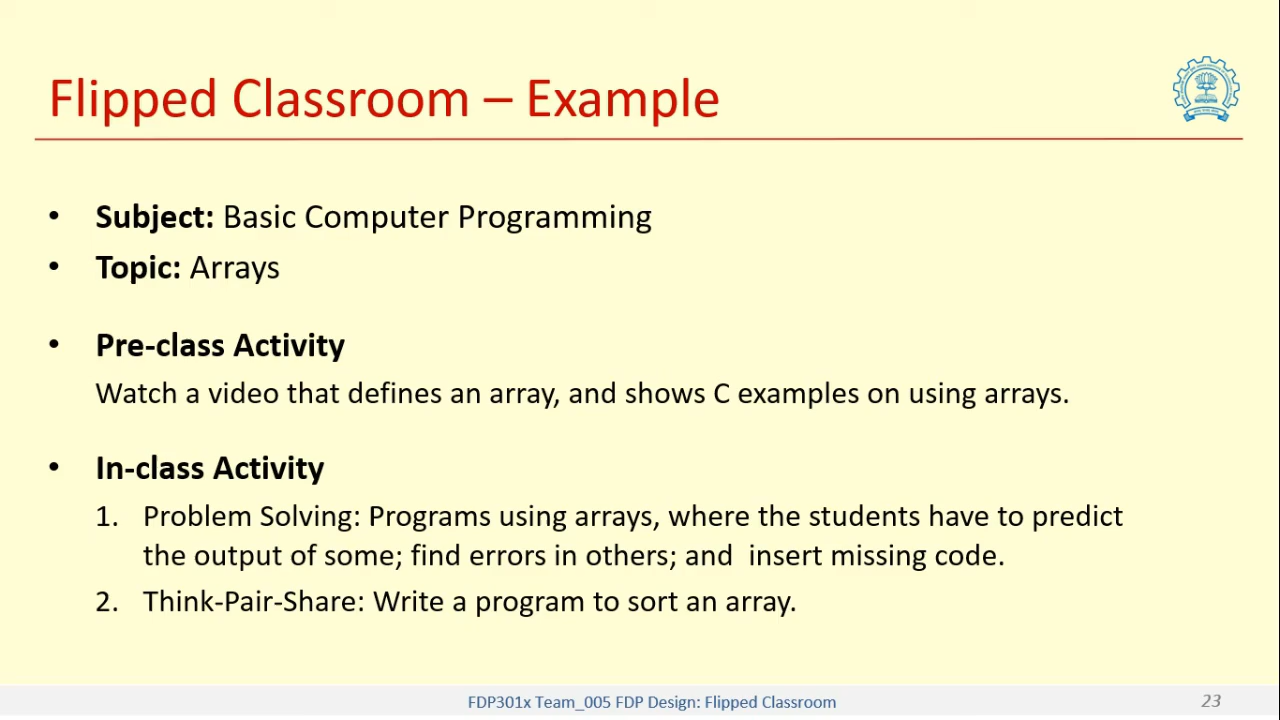 Flipped Classroom – Example
• Subject: Basic Computer Programming
• Topic: Arrays
• Pre-class Activity
Watch a video that defines an array, and shows C examples on using arrays.
• In-class Activity
1. Problem Solving: Programs using arrays, where the students have to predict
the output of some; find errors in others; and  insert missing code.
2. Think-Pair-Share: Write a program to sort an array.
FDP301x Team_005 FDP Design: Flipped Classroom
23